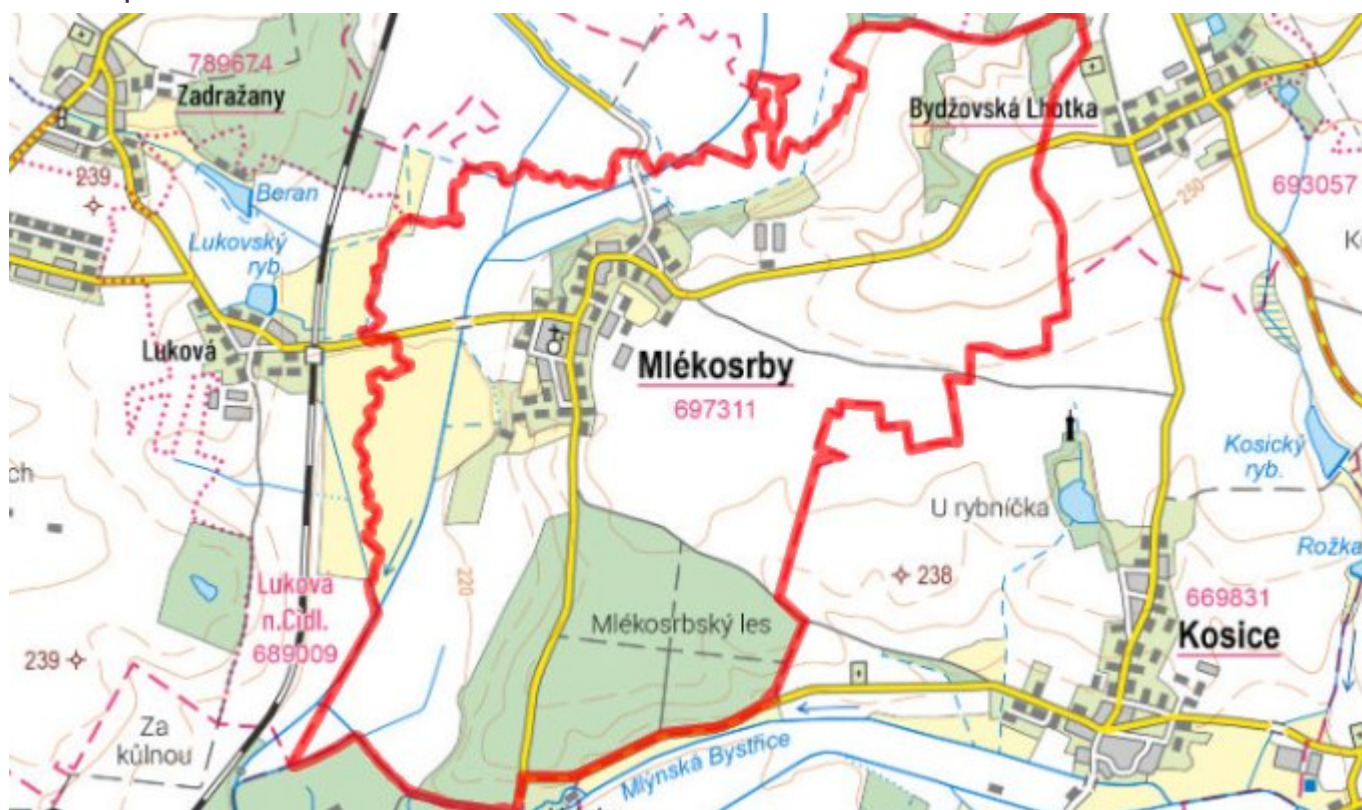 789674
Zadražany
Bydžovská Lhotka
239
Beran
693057
250
Lukovský
ryb.
Luková
Mlékosrby
697311
Kosický
ryb.
U rybníčka
Rožka
238
220
Luková
n.Cidl.
689009
Mlékosrbský les
669831
Kosice
239
Za
kůlnou
Mlýnská Bystřice